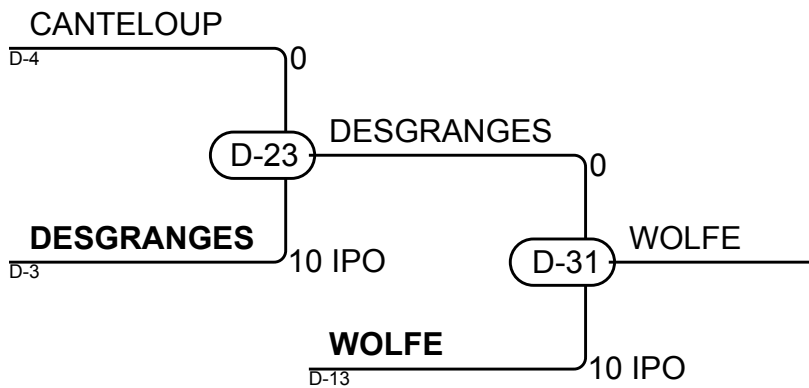 CANTELOUP
D-4
0
D-23
DESGRANGES
0
DESGRANGES
D-3
10 IPO
D-31
WOLFE
WOLFE
D-13
10 IPO